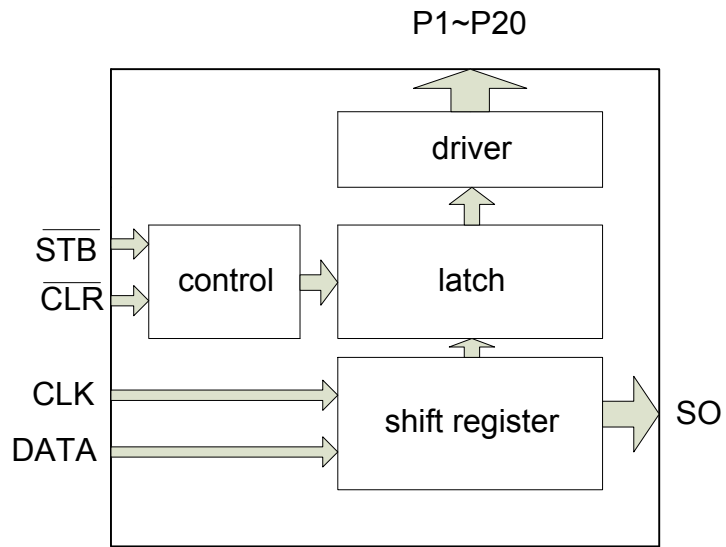 P1~P20
driver
STB
control
latch
CLR
CLK
shift register
SO
DATA